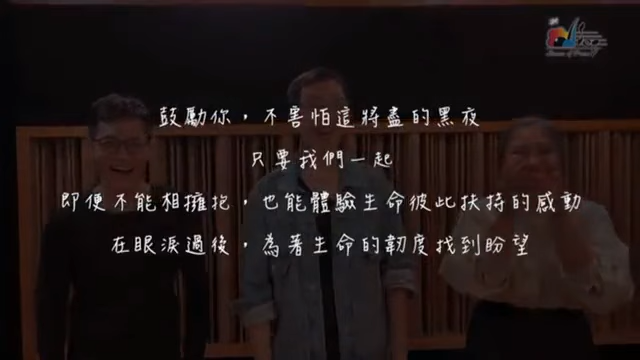 鼓勵你，不害怕這將盡的黑夜
只要我們一起
即便不能相擁抱，也能體驗生命彼此扶持的感動
在眼淚過後，為著生命的韌度找到盼望